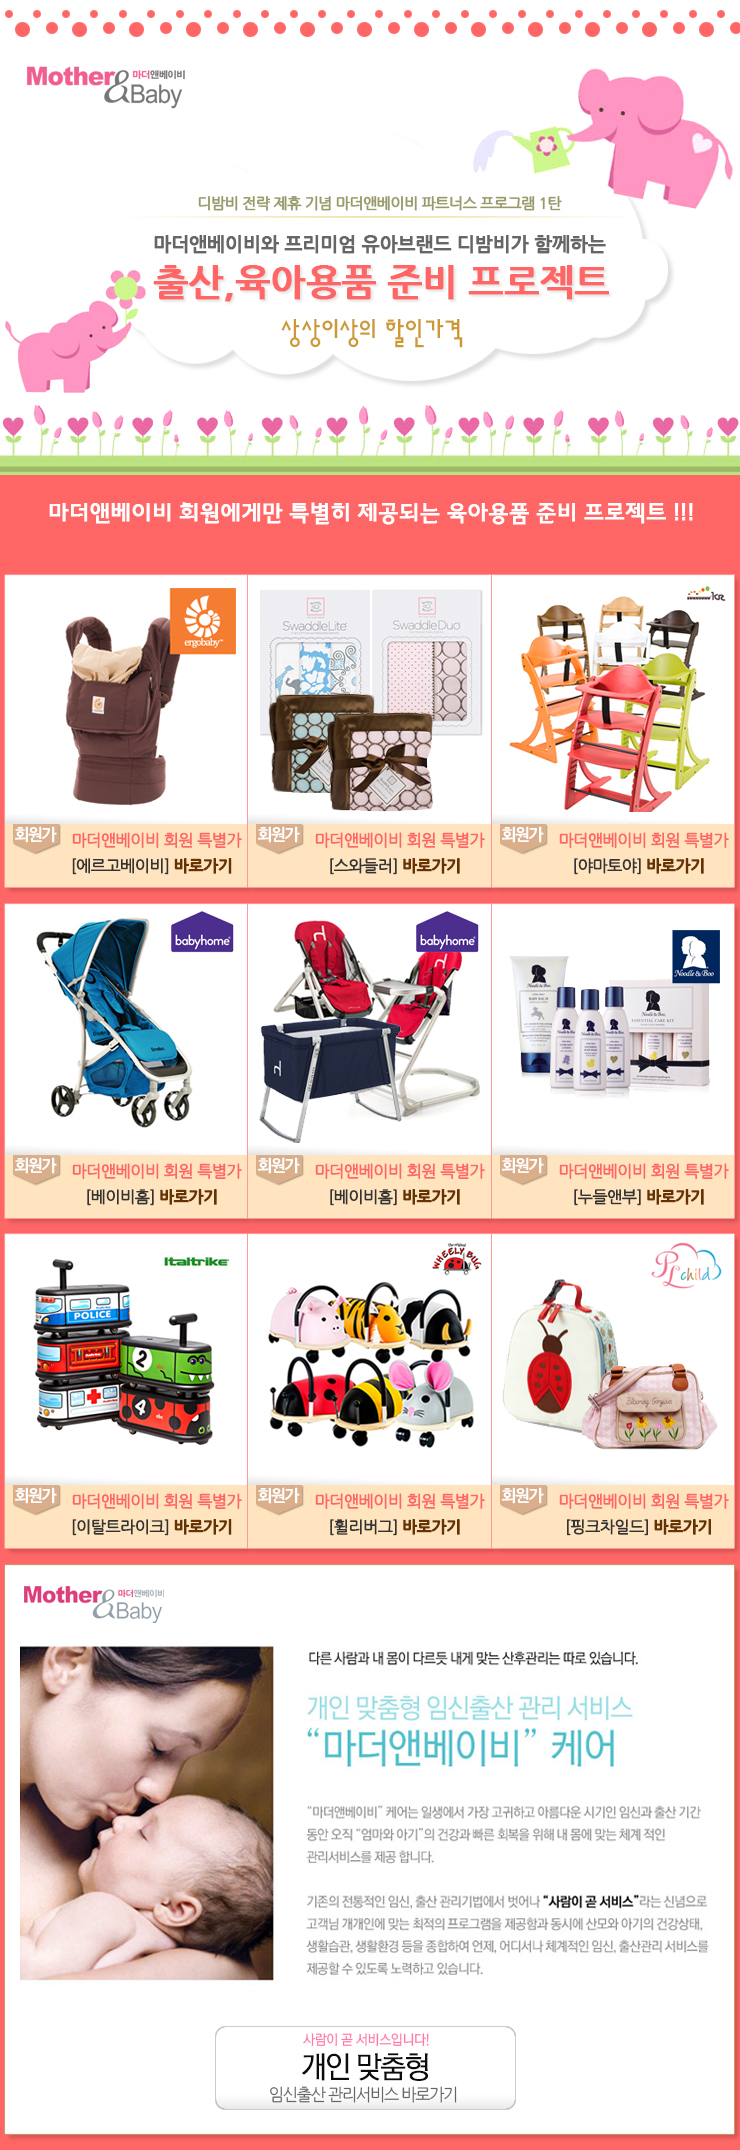 Mother&Baby 마더앤베이비
디밤비 전략 제휴 기념 마더앤베이비 파트너스 프로그램 1탄
마더앤베이비와 프리미엄 유아브랜드 디밤비가 함께하는
출산,육아용품 준비 프로젝트
상상이상의 할인가격
마더앤베이비 회원에게만 특별히 제공되는 육아용품 준비 프로젝트 !!!
ergobaby™
SwaddleLite
SwaddleDuo
KR
회원가 마더앤베이비 회원 특별가
[에르고베이비] 바로가기
회원가 마더앤베이비 회원 특별가
[스와들러] 바로가기
회원가 마더앤베이비 회원 특별가
[야마토야] 바로가기
babyhome
babyhome
Noodle & Boo
BABY BALM
Noodle & Boo
ESSENTIAL CARE KIT
회원가 마더앤베이비 회원 특별가
[베이비홈] 바로가기
회원가 마더앤베이비 회원 특별가
[베이비홈] 바로가기
회원가 마더앤베이비 회원 특별가
[누들앤부] 바로가기
Italtrike
POLICE
2
4
abc
WHEELY BUG
PL child
Blooming Gorgeous
회원가 마더앤베이비 회원 특별가
[이탈트라이크] 바로가기
회원가 마더앤베이비 회원 특별가
[휠리버그] 바로가기
회원가 마더앤베이비 회원 특별가
[핑크차일드] 바로가기
Mother&Baby 마더앤베이비
다른 사람과 내 몸이 다르듯 내게 맞는 산후관리는 따로 있습니다.
개인 맞춤형 임신출산 관리 서비스
“마더앤베이비” 케어
“마더앤베이비” 케어는 일생에서 가장 고귀하고 아름다운 시기인 임신과 출산 기간
동안 오직 “엄마와 아기”의 건강과 빠른 회복을 위해 내 몸에 맞는 체계 적인
관리서비스를 제공 합니다.
기존의 전통적인 임신, 출산 관리기법에서 벗어나 “사람이 곧 서비스”라는 신념으로
고객님 개개인에 맞는 최적의 프로그램을 제공함과 동시에 산모와 아기의 건강상태,
생활습관, 생활환경 등을 종합하여 언제, 어디서나 체계적인 임신, 출산관리 서비스를
제공할 수 있도록 노력하고 있습니다.
사람이 곧 서비스입니다!
개인 맞춤형
임신출산 관리서비스 바로가기